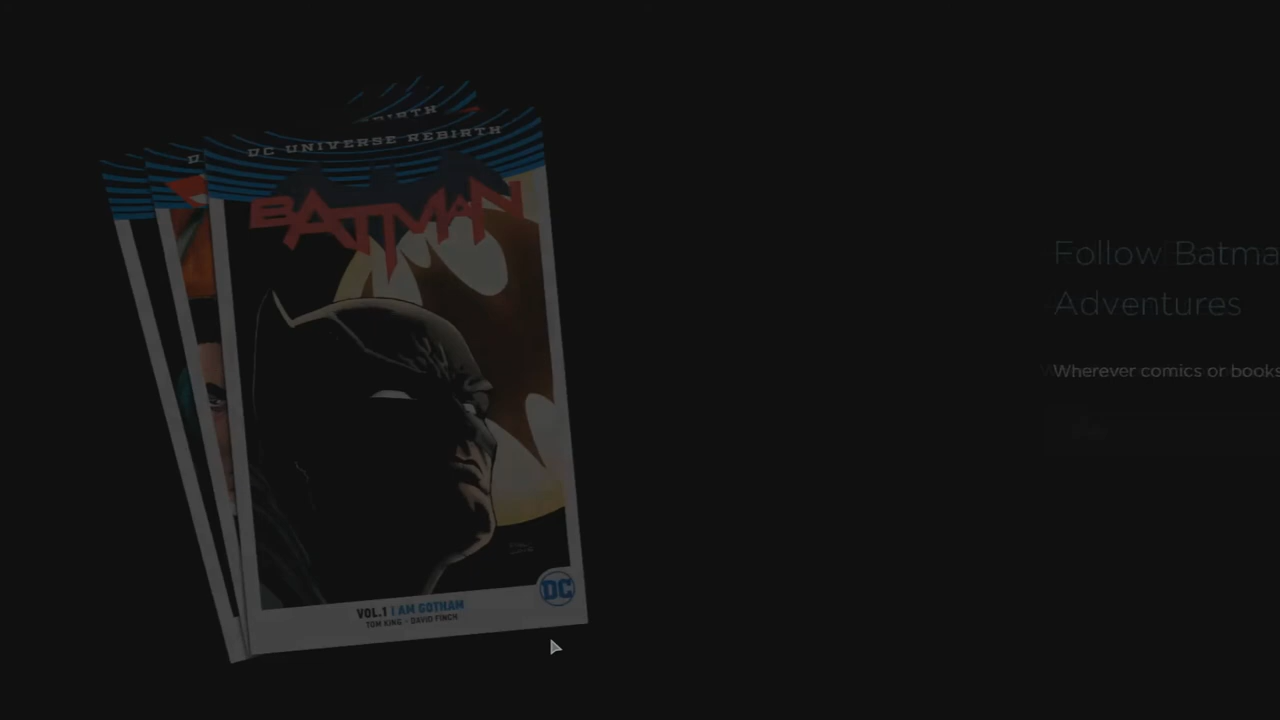 DC UNIVERSE REBIRTH
BATMAN
VOL.1 | I AM GOTHAM
TOM KING - DAVID FINCH
DC
Follow Batma
Adventures
Wherever comics or books